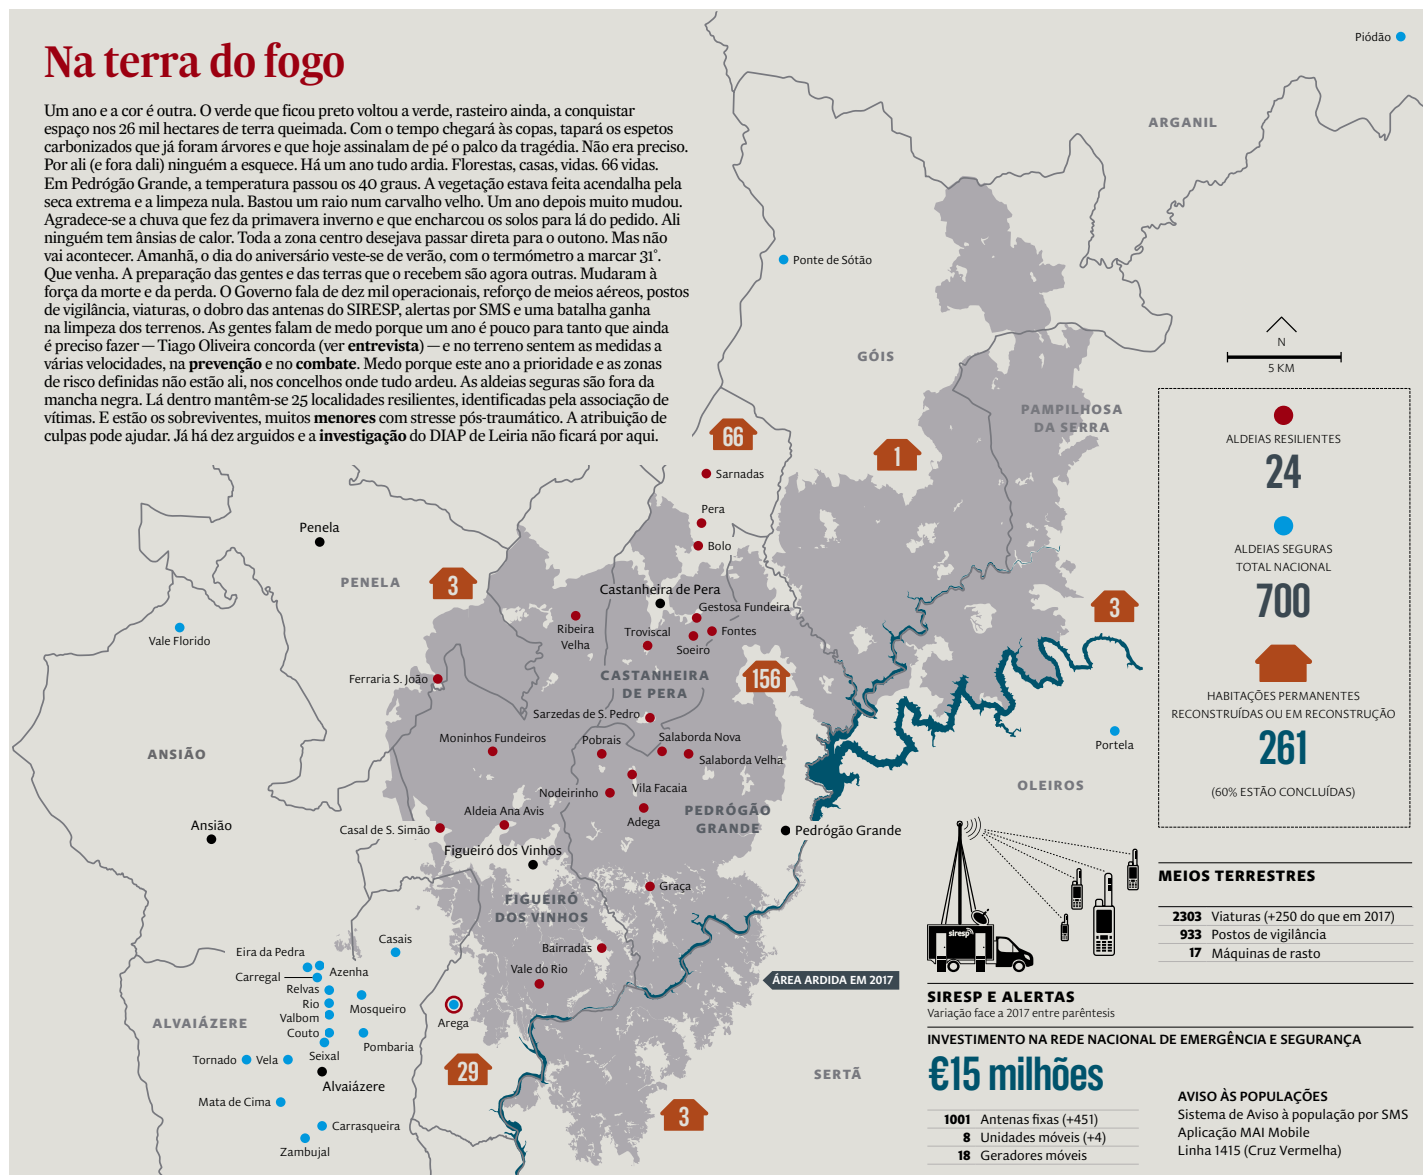 Na terra do fogo
Um ano e a cor é outra. O verde que ficou preto voltou a verde, rasteiro ainda, a conquistar
espaço nos 26 mil hectares de terra queimada. Com o tempo chegará às copas, tapará os espetos
carbonizados que já foram árvores e que hoje assinalam de pé o palco da tragédia. Não era preciso.
Por ali (e fora dali) ninguém a esquece. Há um ano tudo ardia. Florestas, casas, vidas. 66 vidas.
Em Pedrógão Grande, a temperatura passou os 40 graus. A vegetação estava feita acendalha pela
seca extrema e a limpeza nula. Bastou um raio num carvalho velho. Um ano depois muito mudou.
Agradece-se a chuva que fez da primavera inverno e que encharcou os solos para lá do pedido. Ali
ninguém tem ânsias de calor. Toda a zona centro desejava passar direta para o outono. Mas não
vai acontecer. Amanhã, o dia do aniversário veste-se de verão, com o termómetro a marcar 31°.
Que venha. A preparação das gentes e das terras que o recebem são agora outras. Mudaram à
força da morte e da perda. O Governo fala de dez mil operacionais, reforço de meios aéreos, postos
de vigilância, viaturas, o dobro das antenas do SIRESP, alertas por SMS e uma batalha ganha
na limpeza dos terrenos. As gentes falam de medo porque um ano é pouco para tanto que ainda
é preciso fazer — Tiago Oliveira concorda (ver entrevista) — e no terreno sentem as medidas a
várias velocidades, na prevenção e no combate. Medo porque este ano a prioridade e as zonas
de risco definidas não estão ali, nos concelhos onde tudo ardeu. As aldeias seguras são fora da
mancha negra. Lá dentro mantêm-se 25 localidades resilientes, identificadas pela associação de
vítimas. E estão os sobreviventes, muitos menores com stresse pós-traumático. A atribuição de
culpas pode ajudar. Já há dez arguidos e a investigação do DIAP de Leiria não ficará por aqui.
Piódão
ARGANIL
Ponte de Sótão
GÓIS
PAMPILHOSA
DA SERRA
N
5 KM
66
1
Sarnadas
Pera
Bolo
Penela
PENELA
3
Castanheira de Pera
Gestosa Fundeira
Ribeira
Velha
Troviscal
Fontes
Soeiro
3
Vale Florido
Ferraria S. João
CASTANHEIRA
DE PERA
156
Sarzedas de S. Pedro
Moninhos Fundeiros
Pobrais
Salaborda Nova
Salaborda Velha
Portela
ANSIÃO
Nodeirinho
Vila Facaia
OLEIROS
Aldeia Ana Avis
Adega
PEDRÓGÃO
GRANDE
Ansião
Casal de S. Simão
Pedrógão Grande
Figueiró dos Vinhos
Graça
FIGUEIRÓ
DOS VINHOS
Casais
Bairradas
Eira da Pedra
Azenha
Vale do Rio
Carregal
Relvas
Rio
Mosqueiro
Valbom
Arega
ALVAIÁZERE
Couto
Pombaria
Seixal
Tornado
Vela
29
Alvaiázere
SERTÃ
Mata de Cima
3
Carrasqueira
Zambujal
ÁREA ARDIDA EM 2017
ALDEIAS RESILIENTES
24
ALDEIAS SEGURAS
TOTAL NACIONAL
700
HABITAÇÕES PERMANENTES
RECONSTRUÍDAS OU EM RECONSTRUÇÃO
261
(60% ESTÃO CONCLUÍDAS)
siresp
MEIOS TERRESTRES
2303 Viaturas (+250 do que em 2017)
933 Postos de vigilância
17 Máquinas de rasto
SIRESP E ALERTAS
Variação face a 2017 entre parêntesis
INVESTIMENTO NA REDE NACIONAL DE EMERGÊNCIA E SEGURANÇA
€15 milhões
1001 Antenas fixas (+451)
8 Unidades móveis (+4)
18 Geradores móveis
AVISO ÀS POPULAÇÕES
Sistema de Aviso à população por SMS
Aplicação MAI Mobile
Linha 1415 (Cruz Vermelha)